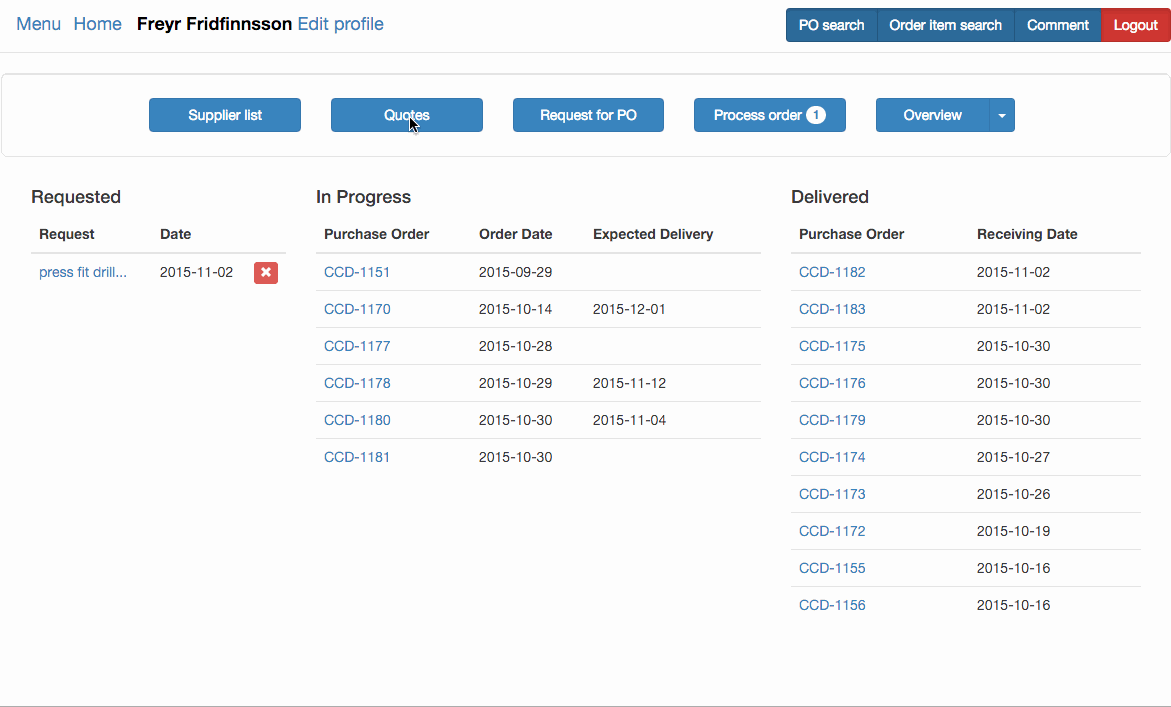 Menu Home Freyr Fridfinnsson Edit profile PO search Order item search Comment Logout
Supplier list Quotes Request for PO Process order 1 Overview
Requested In Progress Delivered
Request Date Purchase Order Order Date Expected Delivery Purchase Order Receiving Date
press fit drill... 2015-11-02 CCD-1151 2015-09-29 CCD-1182 2015-11-02
CCD-1170 2015-10-14 2015-12-01 CCD-1183 2015-11-02
CCD-1177 2015-10-28 CCD-1175 2015-10-30
CCD-1178 2015-10-29 2015-11-12 CCD-1176 2015-10-30
CCD-1180 2015-10-30 2015-11-04 CCD-1179 2015-10-30
CCD-1181 2015-10-30 CCD-1174 2015-10-27
CCD-1173 2015-10-26
CCD-1172 2015-10-19
CCD-1155 2015-10-16
CCD-1156 2015-10-16